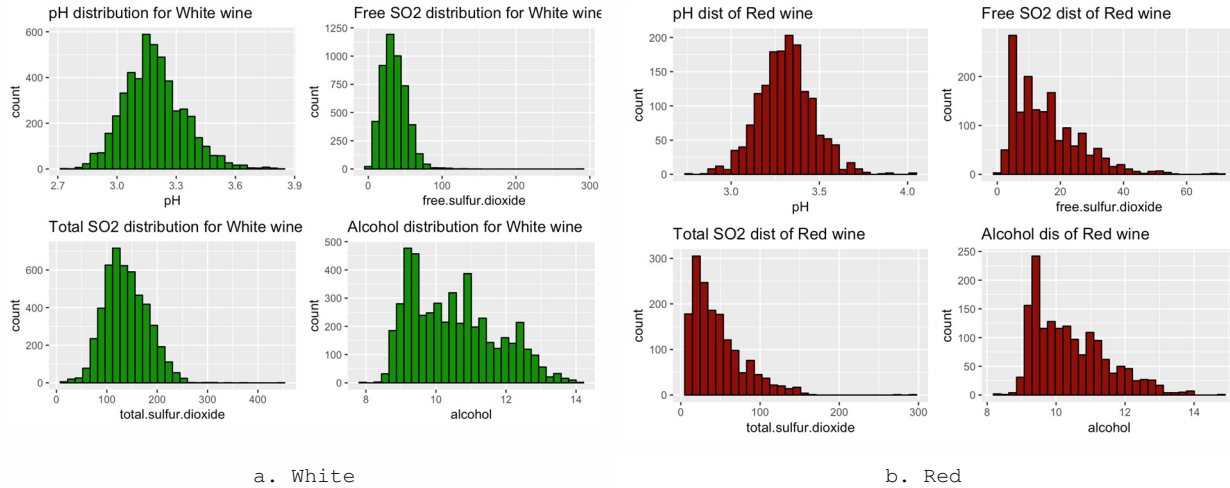 pH distribution for White wine
count
600
400
200
0
2.7 3.0 3.3 3.6 3.9
pH
Free SO2 distribution for White wine
count
1250
1000
750
500
250
0
0 100 200 300
free.sulfur.dioxide
Total SO2 distribution for White wine
count
600
400
200
0
0 100 200 300 400
total.sulfur.dioxide
Alcohol distribution for White wine
count
500
400
300
200
100
0
8 10 12 14
alcohol
a. White
pH dist of Red wine
count
200
150
100
50
0
3.0 3.5 4.0
pH
Free SO2 dist of Red wine
count
200
100
0
0 20 40 60
free.sulfur.dioxide
Total SO2 dist of Red wine
count
300
200
100
0
0 100 200 300
total.sulfur.dioxide
Alcohol dis of Red wine
count
250
200
150
100
50
0
8 10 12 14
alcohol
b. Red